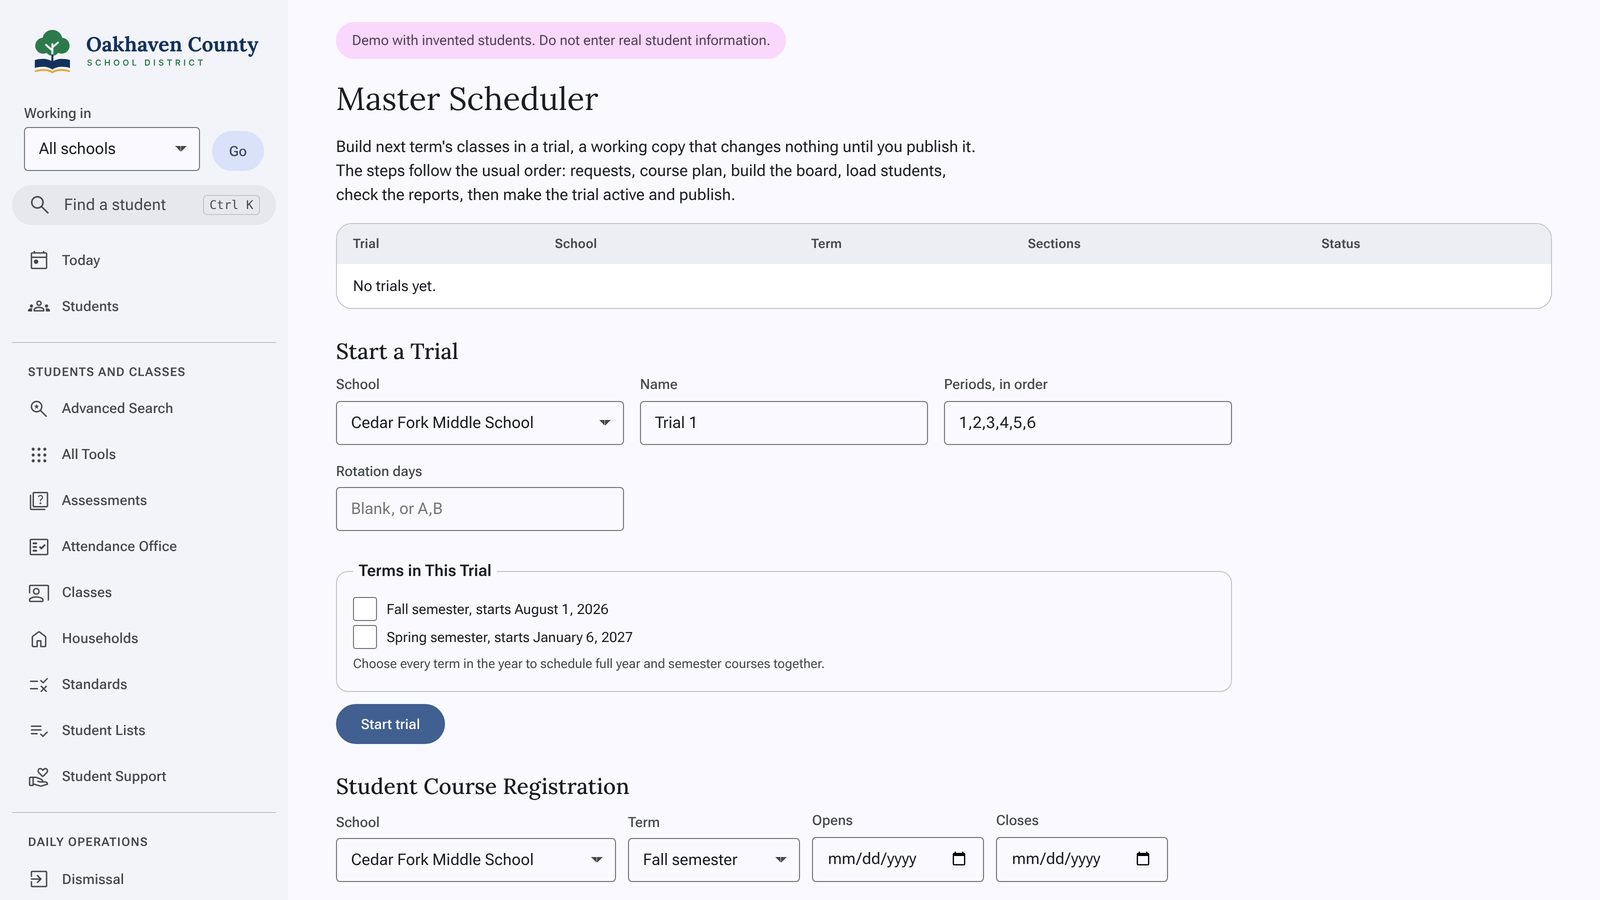 Oakhaven County
SCHOOL DISTRICT
Working in
All schools
Go
Find a student
Ctrl K
Today
Students
STUDENTS AND CLASSES
Advanced Search
All Tools
Assessments
Attendance Office
Classes
Households
Standards
Student Lists
Student Support
DAILY OPERATIONS
Dismissal
Demo with invented students. Do not enter real student information.
Master Scheduler
Build next term's classes in a trial, a working copy that changes nothing until you publish it.
The steps follow the usual order: requests, course plan, build the board, load students,
check the reports, then make the trial active and publish.
Trial School Term Sections Status
No trials yet.
Start a Trial
School Name Periods, in order
Cedar Fork Middle School Trial 1 1,2,3,4,5,6
Rotation days
Blank, or A,B
Terms in This Trial
Fall semester, starts August 1, 2026
Spring semester, starts January 6, 2027
Choose every term in the year to schedule full year and semester courses together.
Start trial
Student Course Registration
School Term Opens Closes
Cedar Fork Middle School Fall semester mm/dd/yyyy mm/dd/yyyy